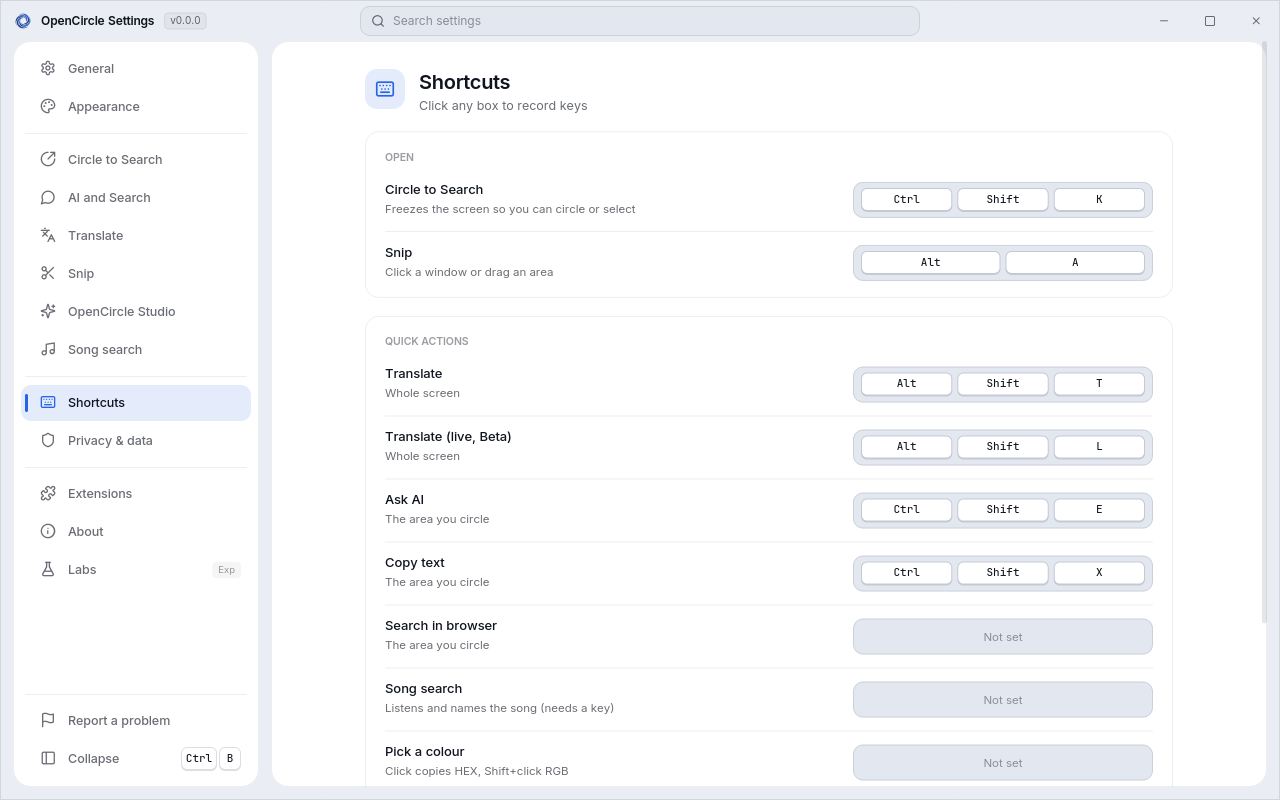 OpenCircle Settings v0.0.0
Search settings
General
Appearance
Circle to Search
AI and Search
Translate
Snip
OpenCircle Studio
Song search
Shortcuts
Privacy & data
Extensions
About
Labs Exp
Report a problem
Collapse Ctrl B
Shortcuts
Click any box to record keys
OPEN
Circle to Search
Freezes the screen so you can circle or select
Ctrl Shift K
Snip
Click a window or drag an area
Alt A
QUICK ACTIONS
Translate
Whole screen
Alt Shift T
Translate (live, Beta)
Whole screen
Alt Shift L
Ask AI
The area you circle
Ctrl Shift E
Copy text
The area you circle
Ctrl Shift X
Search in browser
The area you circle
Not set
Song search
Listens and names the song (needs a key)
Not set
Pick a colour
Click copies HEX, Shift+click RGB
Not set